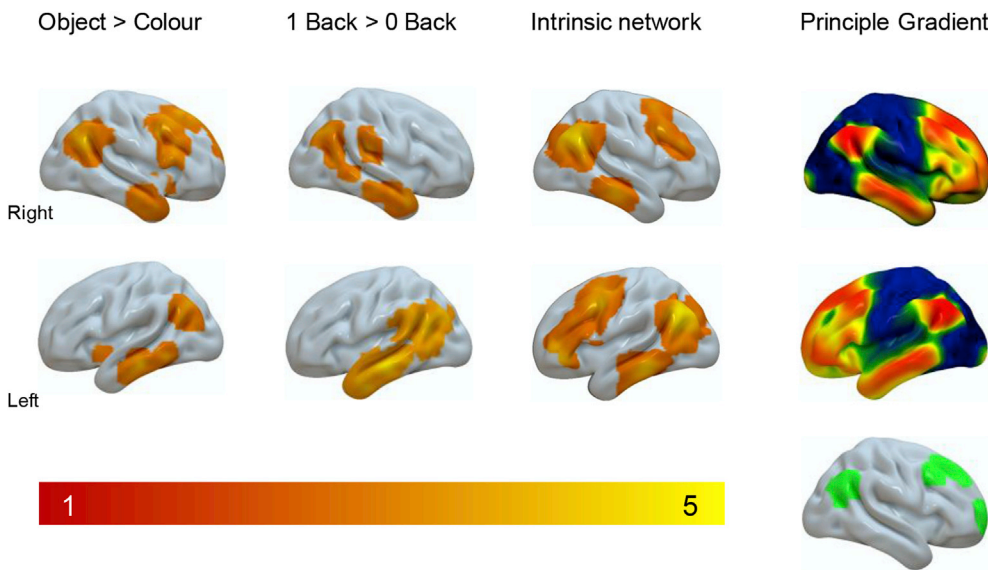 Object > Colour 1 Back > 0 Back Intrinsic network Principle Gradient
Right
Left
1 5